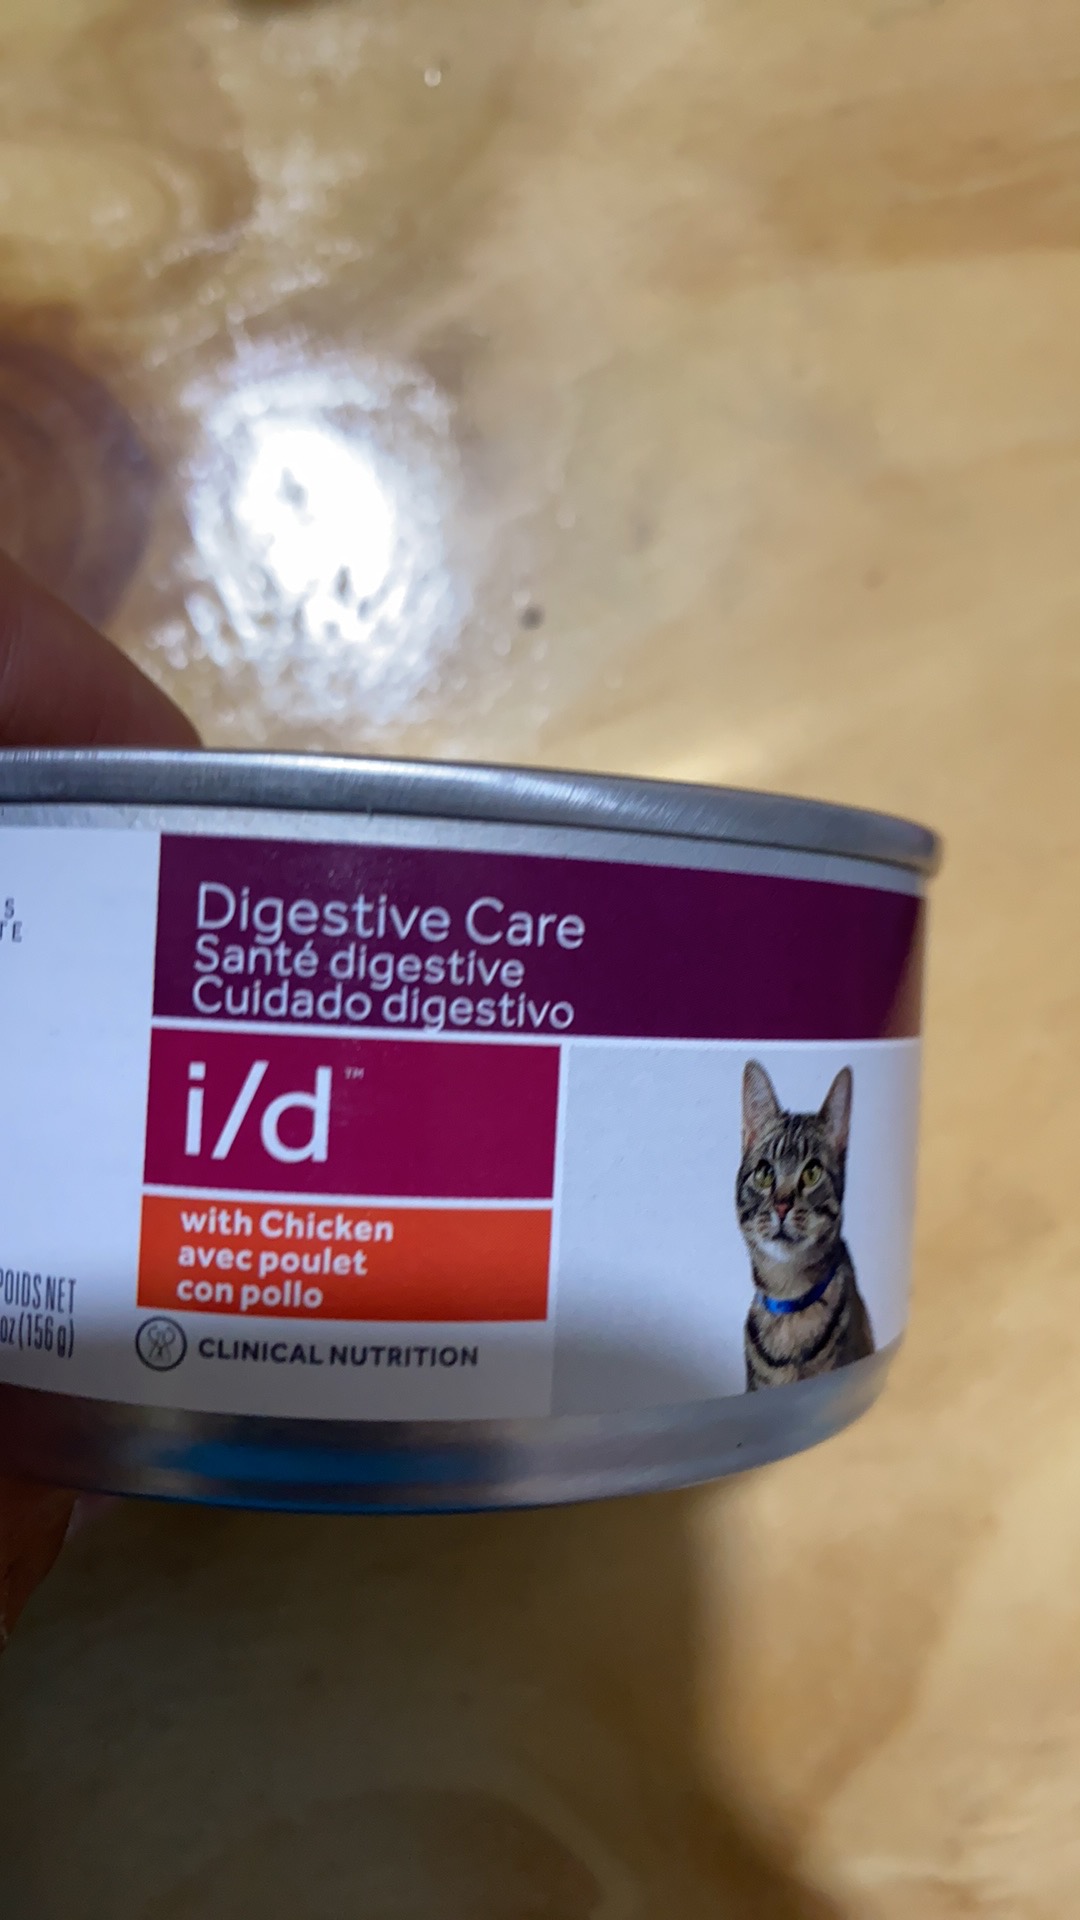 Digestive Care
Santé digestive
Cuidado digestivo
i/d™
with Chicken
avec poulet
con pollo
POIDS NET
oz (156 g)
CLINICAL NUTRITION